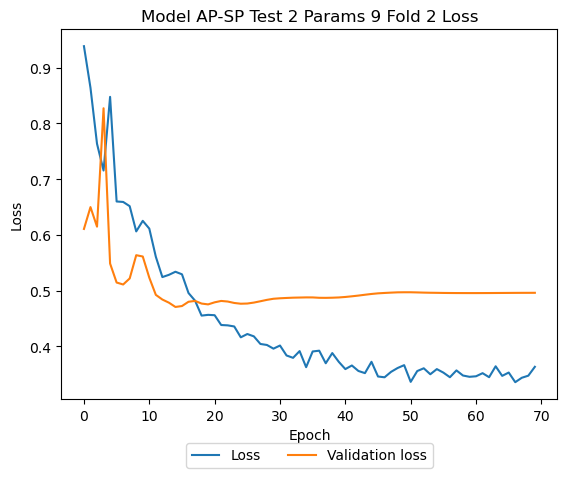 Model AP-SP Test 2 Params 9 Fold 2 Loss
0.9
0.8
0.7
0.6
0.5
0.4
Loss
0 10 20 30 40 50 60 70
Epoch
Loss Validation loss